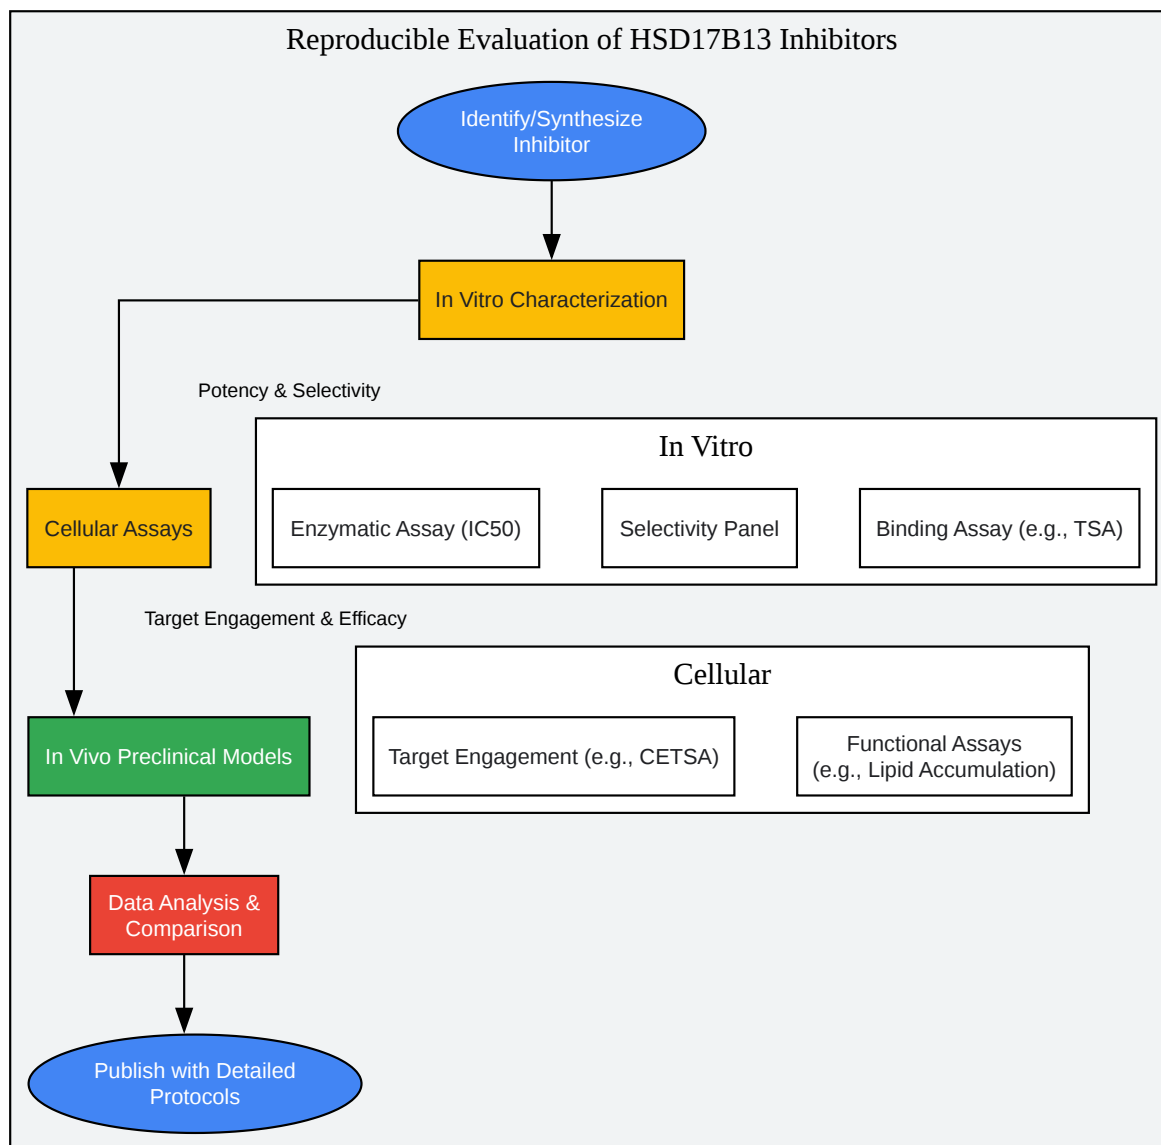 Reproducible Evaluation of HSD17B13 Inhibitors
Identify/Synthesize
Inhibitor
In Vitro Characterization
Potency & Selectivity
In Vitro
Cellular Assays
Enzymatic Assay (IC50)
Selectivity Panel
Binding Assay (e.g., TSA)
Target Engagement & Efficacy
Cellular
In Vivo Preclinical Models
Target Engagement (e.g., CETSA)
Functional Assays
(e.g., Lipid Accumulation)
Data Analysis &
Comparison
Publish with Detailed
Protocols